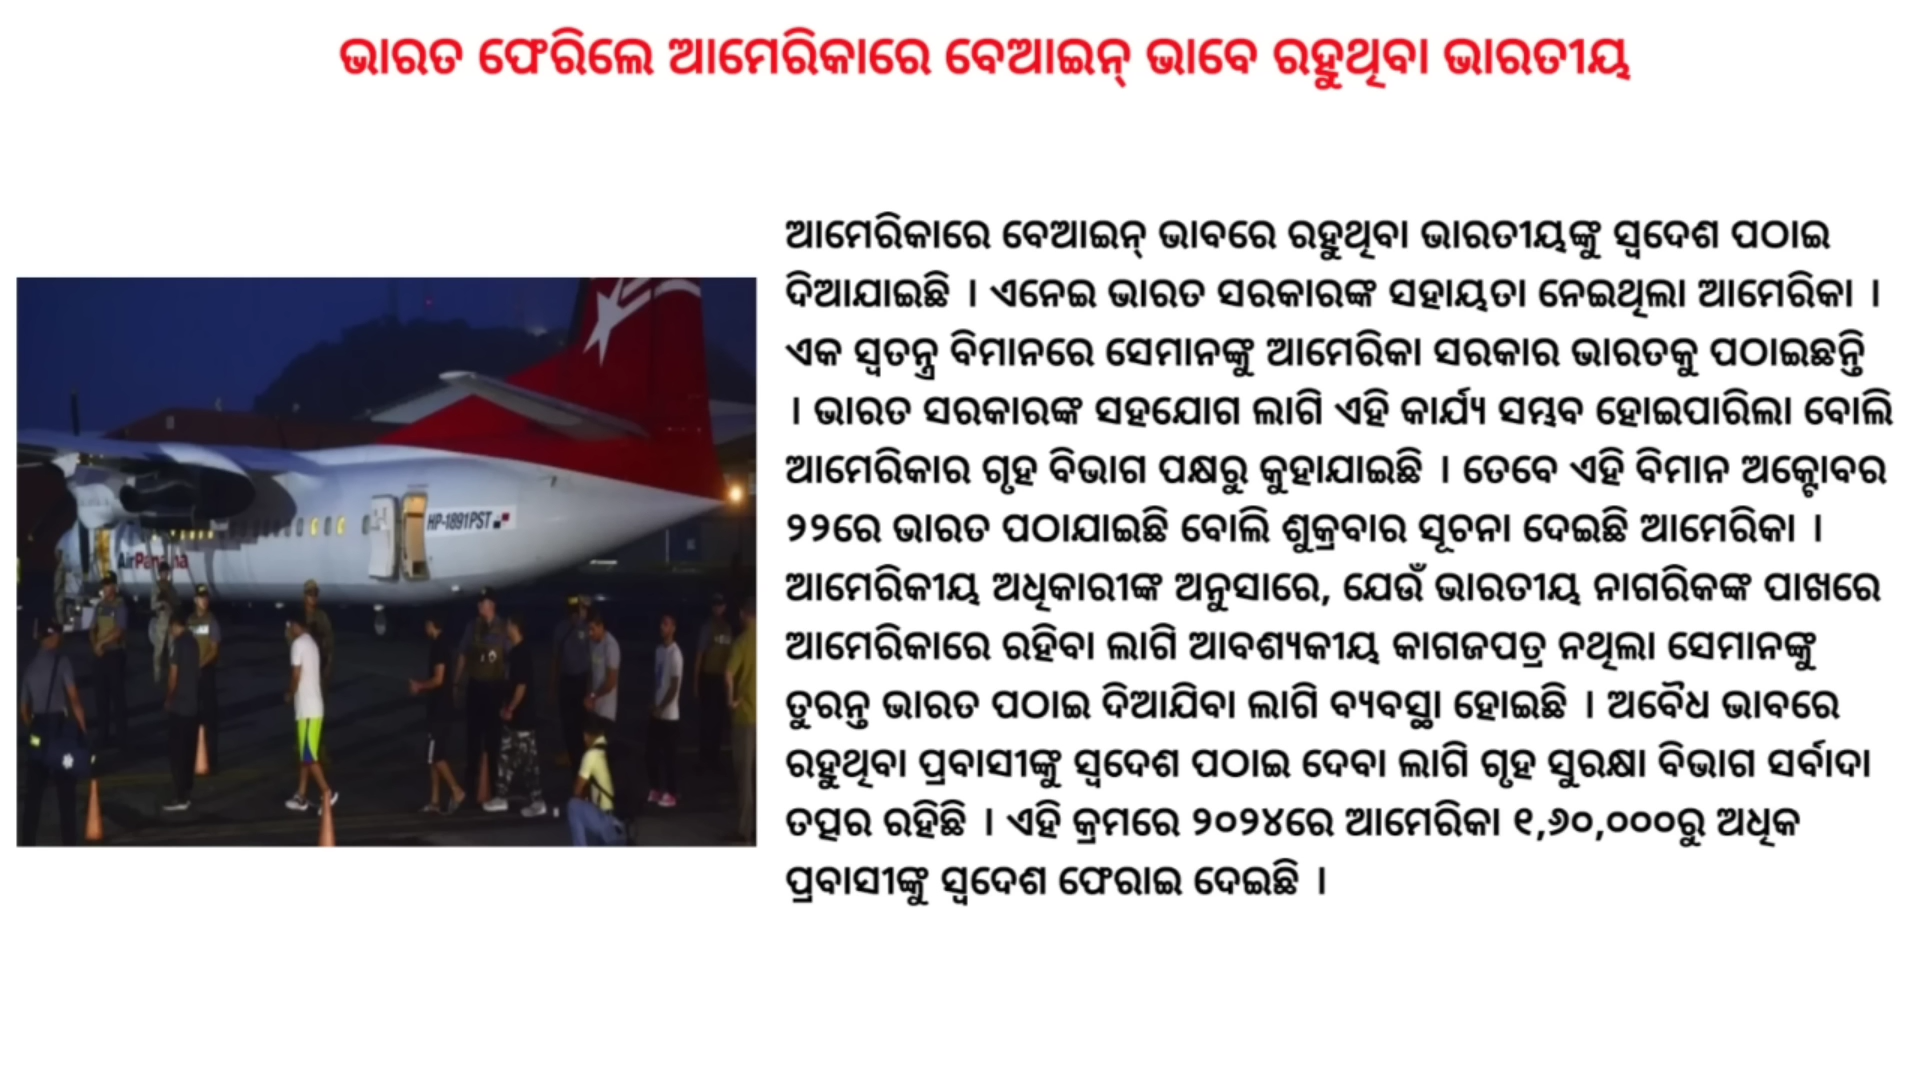 ଭାରତ ଫେରିଲେ ଆମେରିକାରେ ବେଆଇନ୍ ଭାବେ ରହୁଥିବା ଭାରତୀୟ
ଆମେରିକାରେ ବେଆଇନ୍ ଭାବରେ ରହୁଥିବା ଭାରତୀୟଙ୍କୁ ସ୍ୱଦେଶ ପଠାଇ
ଦିଆଯାଇଛି । ଏନେଇ ଭାରତ ସରକାରଙ୍କ ସହାୟତା ନେଇଥିଲା ଆମେରିକା ।
ଏକ ସ୍ୱତନ୍ତ୍ର ବିମାନରେ ସେମାନଙ୍କୁ ଆମେରିକା ସରକାର ଭାରତକୁ ପଠାଇଛନ୍ତି
। ଭାରତ ସରକାରଙ୍କ ସହଯୋଗ ଲାଗି ଏହି କାର୍ଯ୍ୟ ସମ୍ଭବ ହୋଇପାରିଲା ବୋଲି
ଆମେରିକାର ଗୃହ ବିଭାଗ ପକ୍ଷରୁ କୁହାଯାଇଛି । ତେବେ ଏହି ବିମାନ ଅକ୍ଟୋବର
୨୨ରେ ଭାରତ ପଠାଯାଇଛି ବୋଲି ଶୁକ୍ରବାର ସୂଚନା ଦେଇଛି ଆମେରିକା ।
ଆମେରିକୀୟ ଅଧିକାରୀଙ୍କ ଅନୁସାରେ, ଯେଉଁ ଭାରତୀୟ ନାଗରିକଙ୍କ ପାଖରେ
ଆମେରିକାରେ ରହିବା ଲାଗି ଆବଶ୍ୟକୀୟ କାଗଜପତ୍ର ନଥିଲା ସେମାନଙ୍କୁ
ତୁରନ୍ତ ଭାରତ ପଠାଇ ଦିଆଯିବା ଲାଗି ବ୍ୟବସ୍ଥା ହୋଇଛି । ଅବୈଧ ଭାବରେ
ରହୁଥିବା ପ୍ରବାସୀଙ୍କୁ ସ୍ୱଦେଶ ପଠାଇ ଦେବା ଲାଗି ଗୃହ ସୁରକ୍ଷା ବିଭାଗ ସର୍ବାଦା
ତତ୍ପର ରହିଛି । ଏହି କ୍ରମରେ ୨୦୨୪ରେ ଆମେରିକା ୧,୬୦,୦୦୦ରୁ ଅଧିକ
ପ୍ରବାସୀଙ୍କୁ ସ୍ୱଦେଶ ଫେରାଇ ଦେଇଛି ।
HP-1891PST
AirPanama